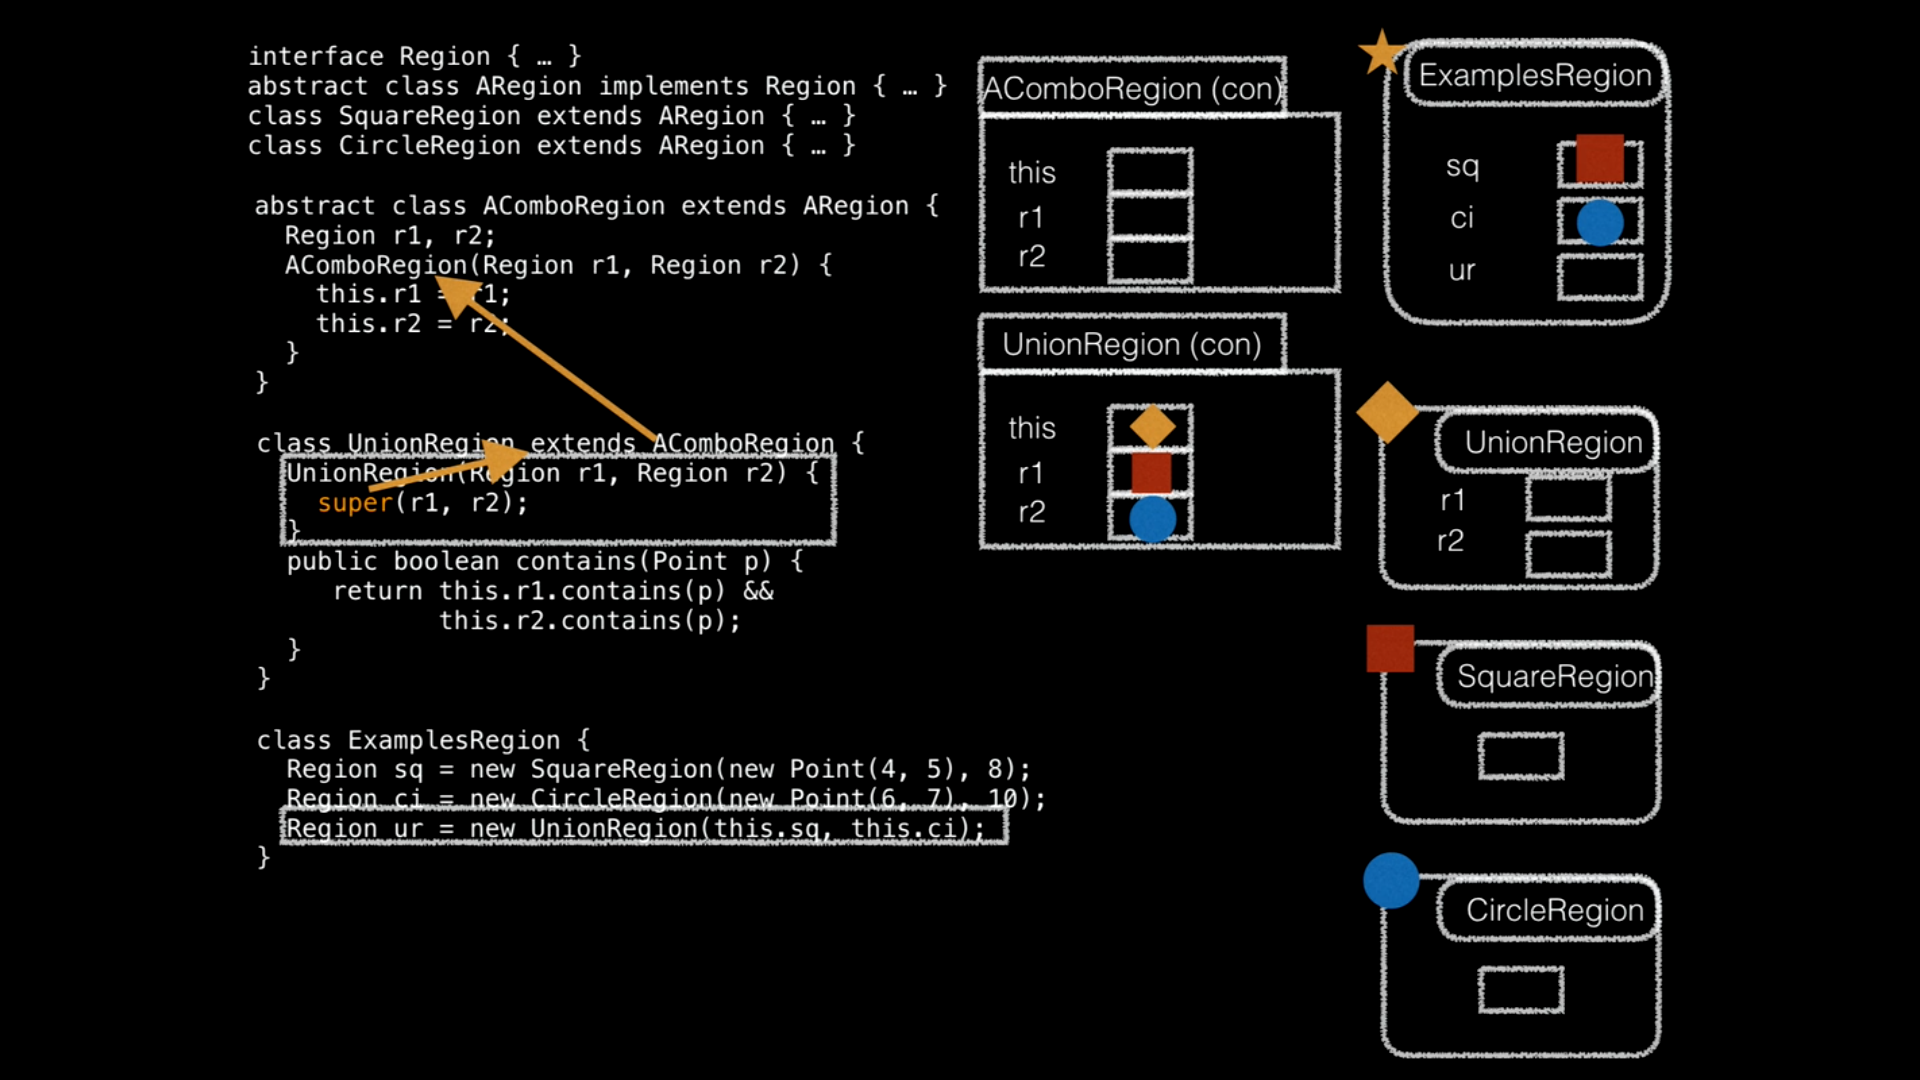 interface Region { … }
abstract class ARegion implements Region { … }
class SquareRegion extends ARegion { … }
class CircleRegion extends ARegion { … }
abstract class AComboRegion extends ARegion {
Region r1, r2;
AComboRegion(Region r1, Region r2) {
this.r1 = r1;
this.r2 = r2;
}
}
class UnionRegion extends AComboRegion {
UnionRegion(Region r1, Region r2) {
super(r1, r2);
}
public boolean contains(Point p) {
return this.r1.contains(p) &&
this.r2.contains(p);
}
}
class ExamplesRegion {
Region sq = new SquareRegion(new Point(4, 5), 8);
Region ci = new CircleRegion(new Point(6, 7), 10);
Region ur = new UnionRegion(this.sq, this.ci);
}
AComboRegion (con)
this
r1
r2
UnionRegion (con)
this
r1
r2
ExamplesRegion
sq
ci
ur
UnionRegion
r1
r2
SquareRegion
CircleRegion